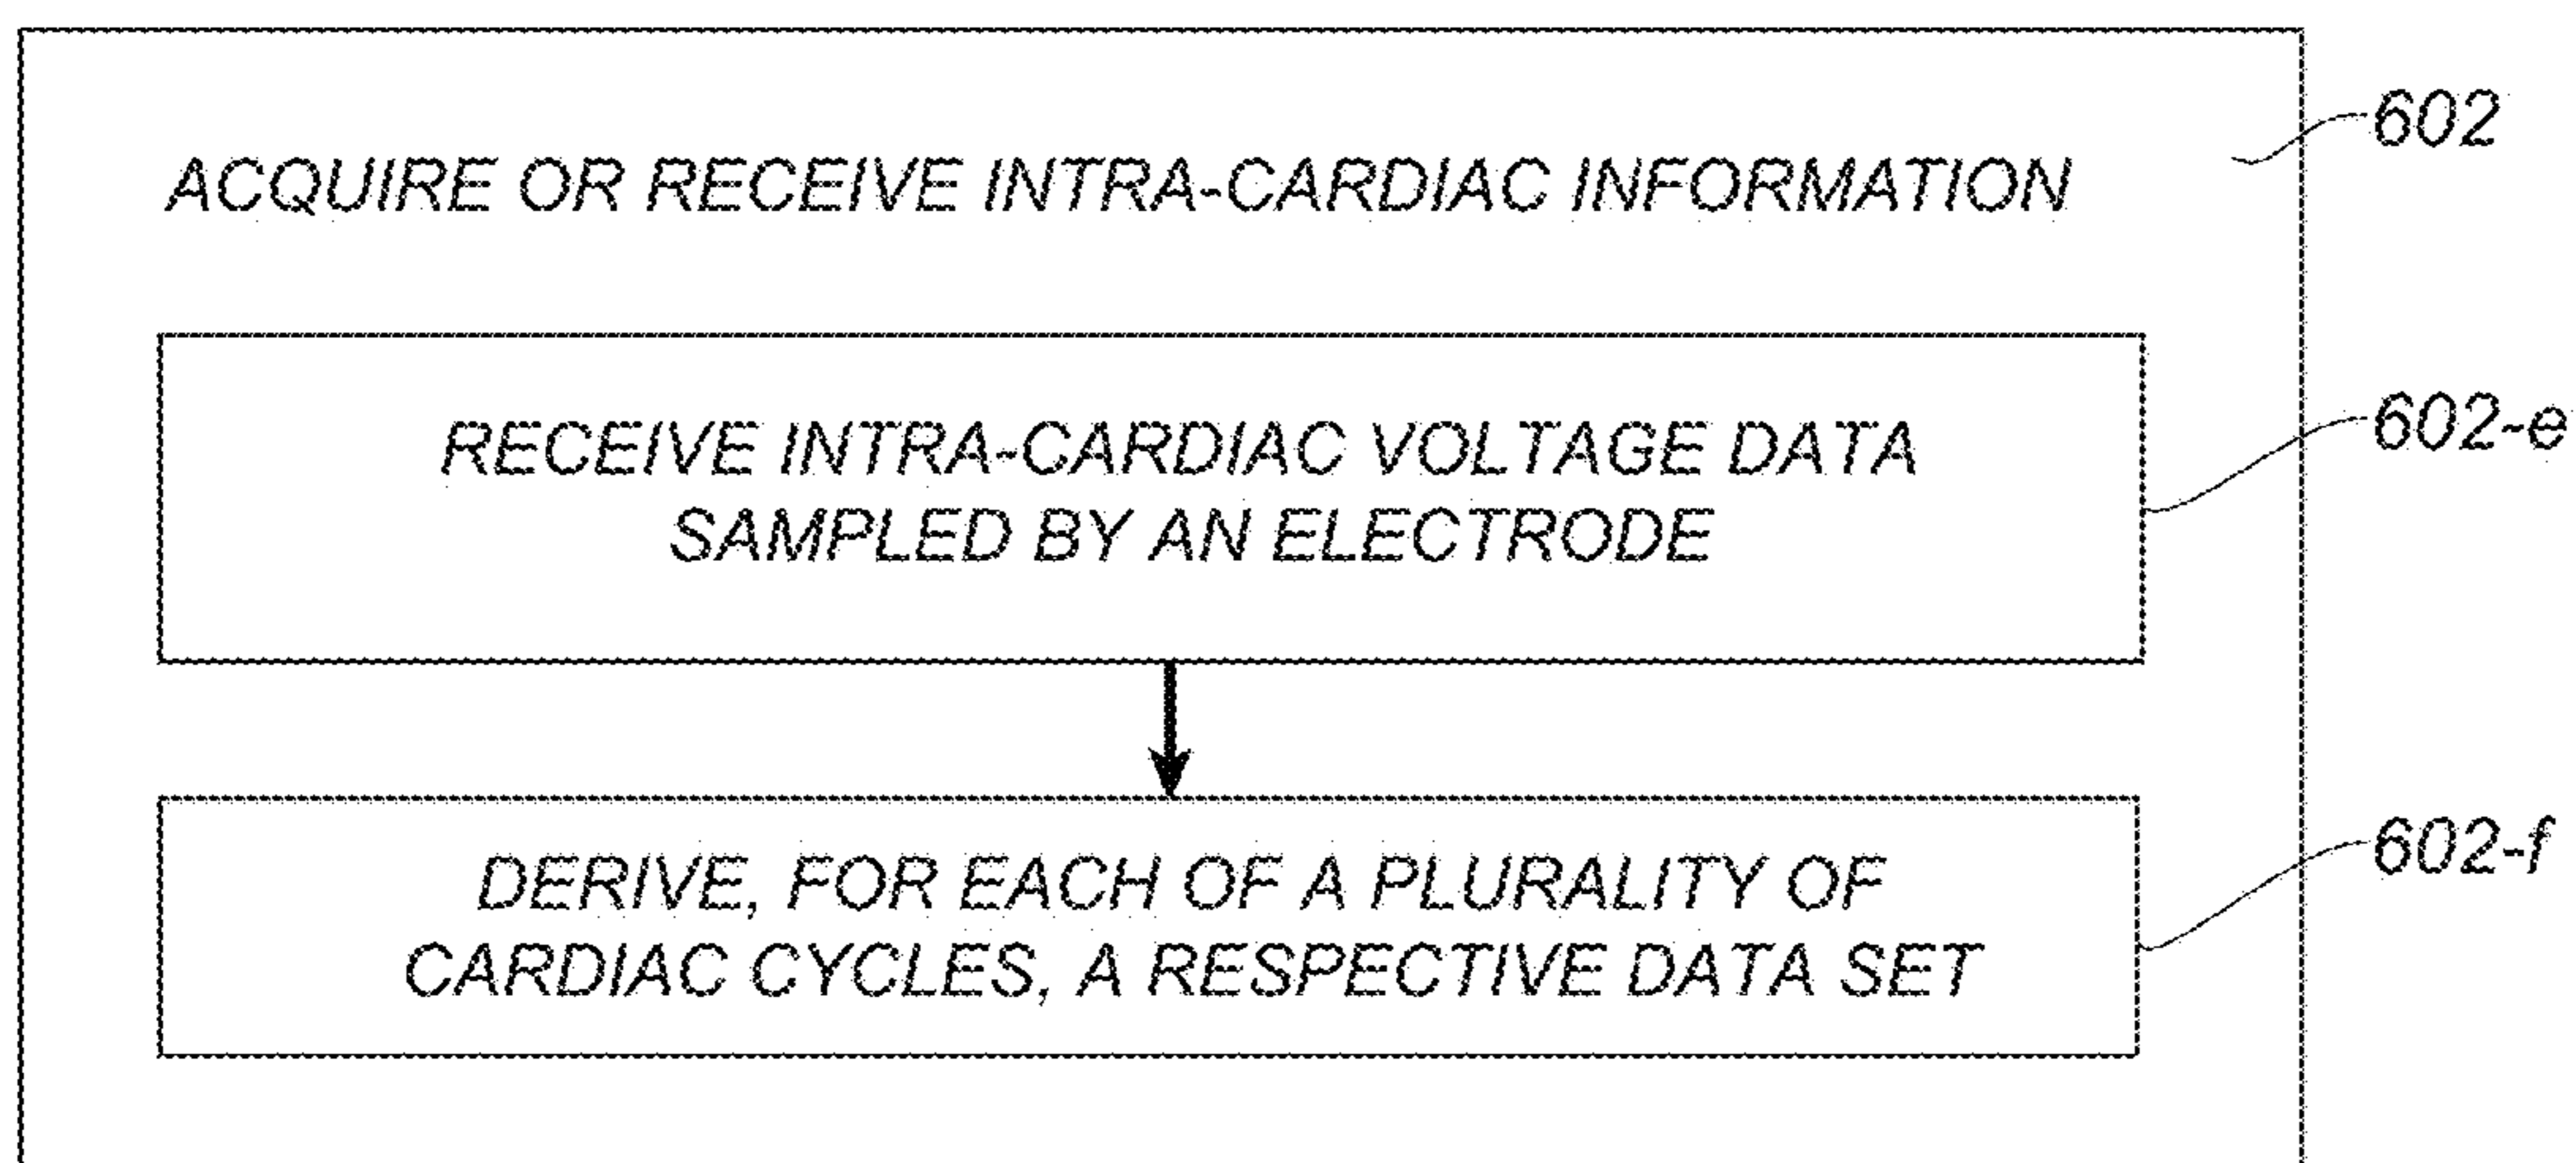 602
ACQUIRE OR RECEIVE INTRA-CARDIAC INFORMATION
602-e
RECEIVE INTRA-CARDIAC VOLTAGE DATA
SAMPLED BY AN ELECTRODE
602-f
DERIVE, FOR EACH OF A PLURALITY OF
CARDIAC CYCLES, A RESPECTIVE DATA SET